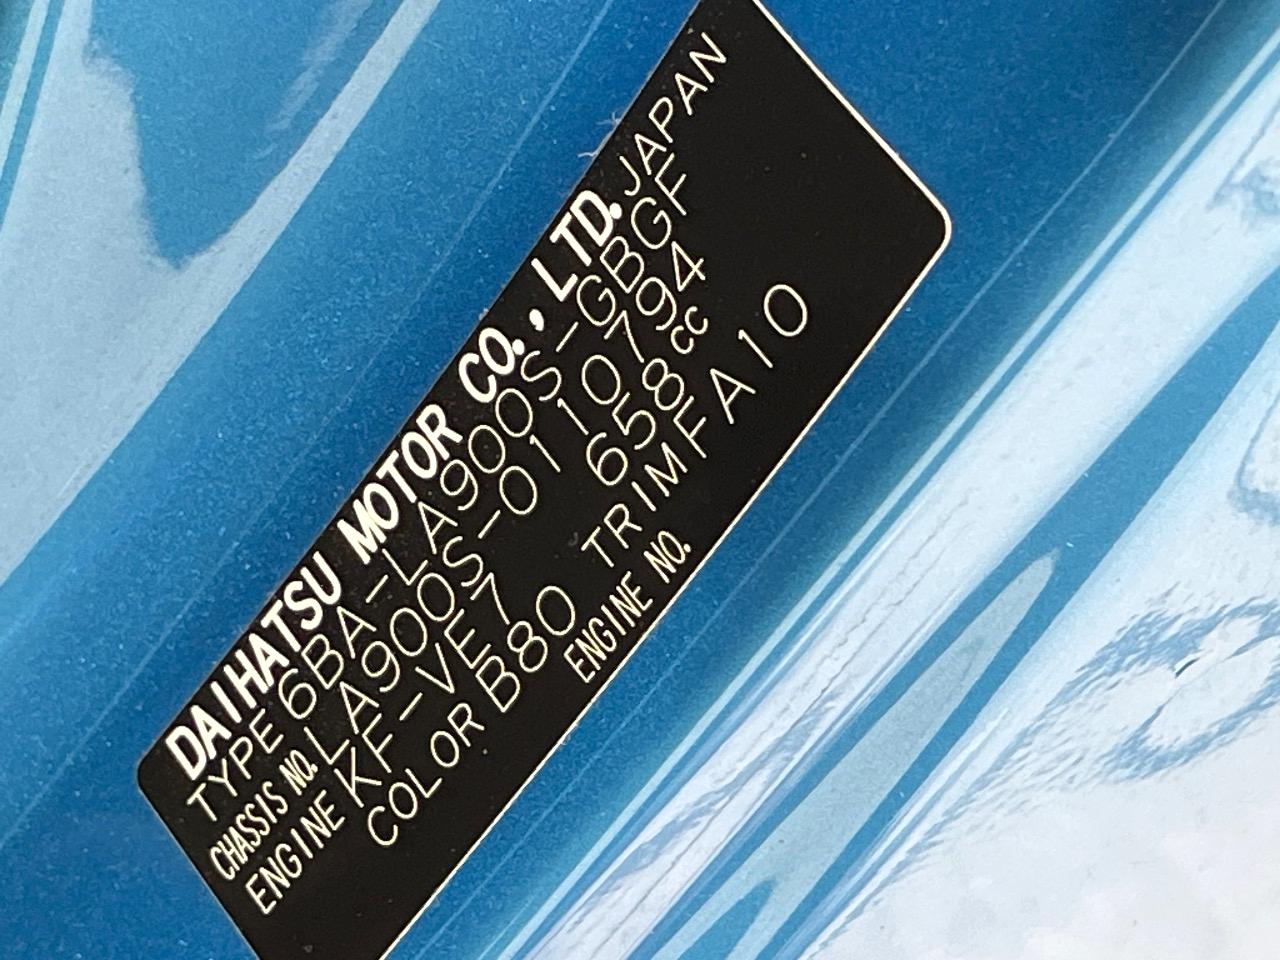 DAIHATSU MOTOR CO., LTD. JAPAN
TYPE 6BA-LA900S-GBGF
CHASSIS NO. LA900S-0110794
ENGINE KF-VE7 658cc
COLOR B80 TRIM FA10
ENGINE NO.